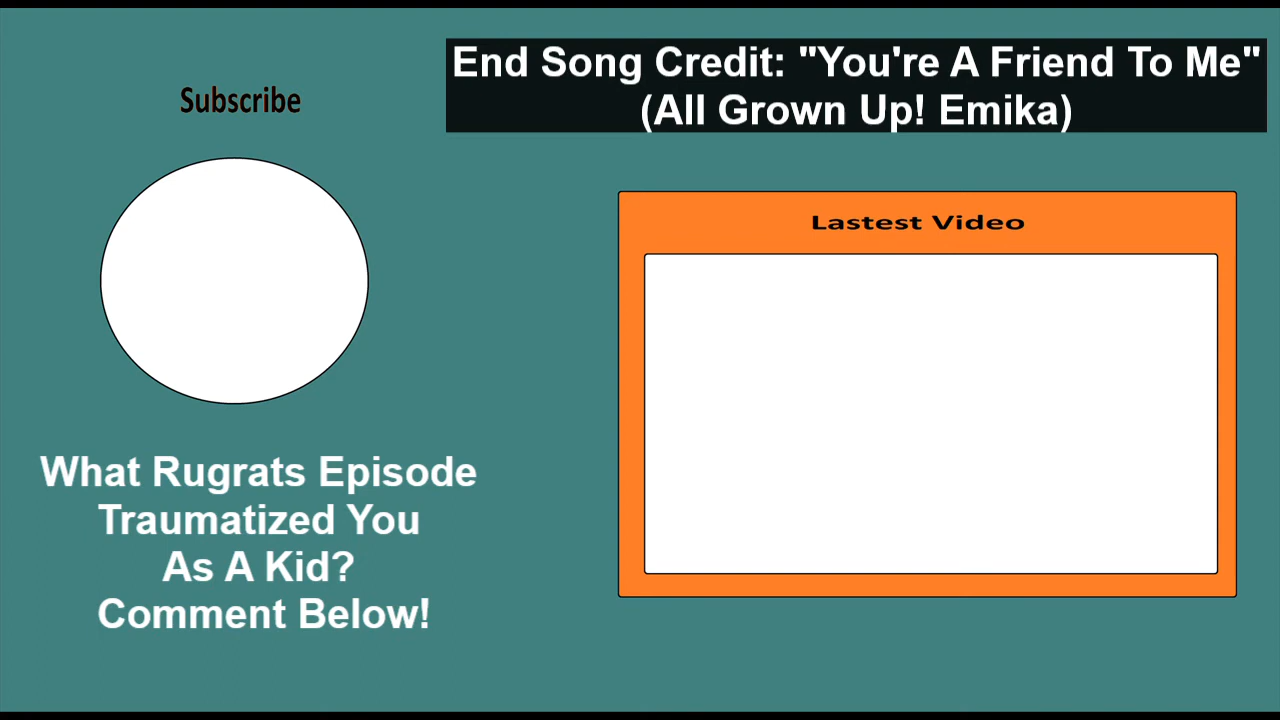 End Song Credit: "You're A Friend To Me"
(All Grown Up! Emika)
Subscribe
Lastest Video
What Rugrats Episode
Traumatized You
As A Kid?
Comment Below!